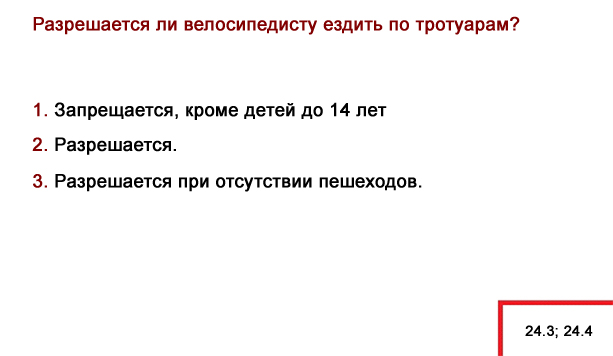 Разрешается ли велосипедисту ездить по тротуарам?
1. Запрещается, кроме детей до 14 лет
2. Разрешается.
3. Разрешается при отсутствии пешеходов.
24.3; 24.4